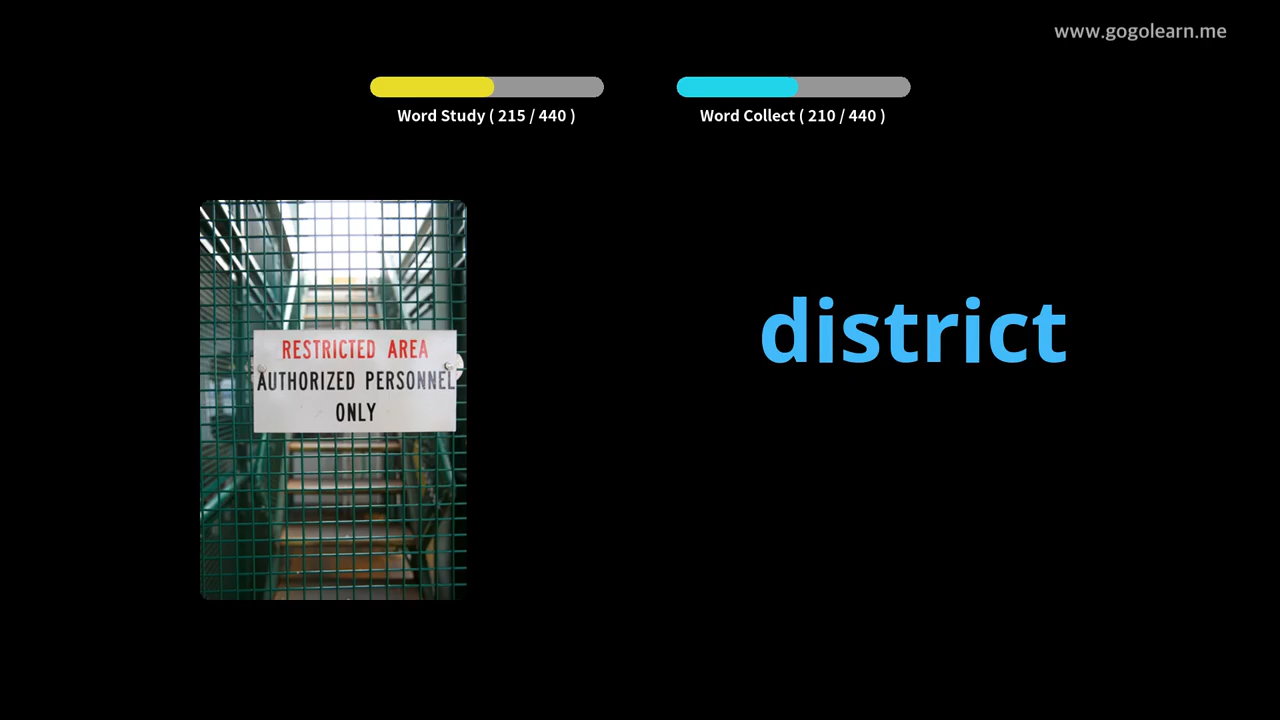 www.gogolearn.me
Word Study ( 215 / 440 )
Word Collect ( 210 / 440 )
RESTRICTED AREA
AUTHORIZED PERSONNEL
ONLY
district